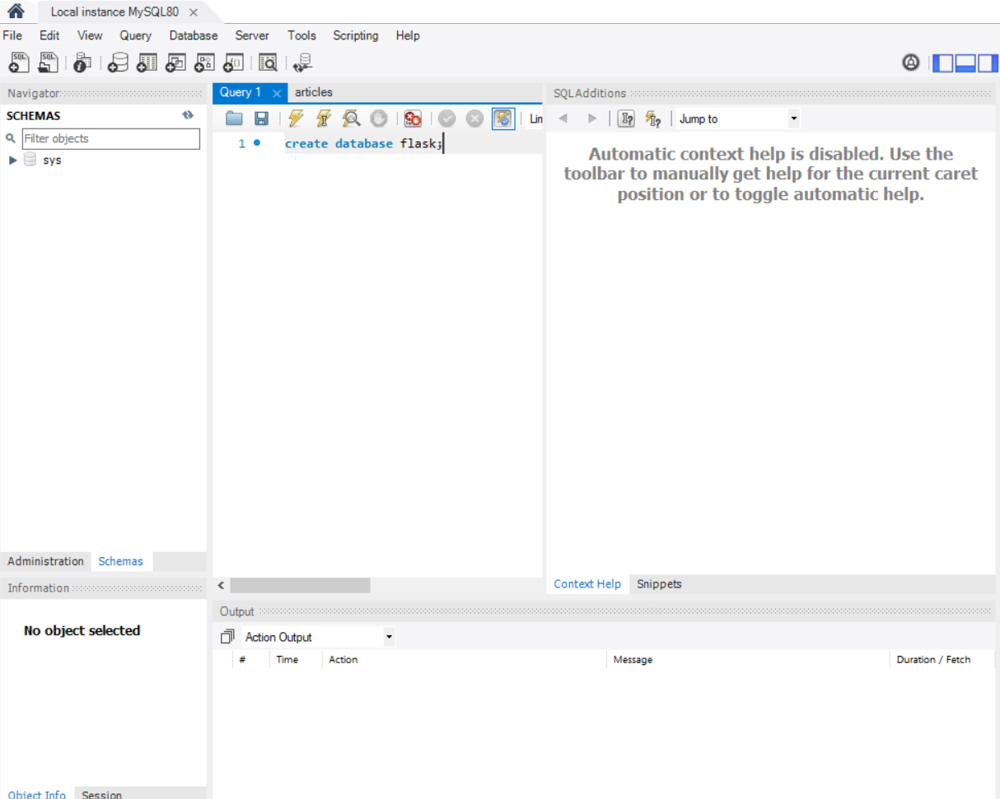 Local instance MySQL80
File Edit View Query Database Server Tools Scripting Help
SQL SQL
Navigator
SCHEMAS
Filter objects
sys
Query 1 articles
Lin
1 create database flask;
SQLAdditions
Jump to
Automatic context help is disabled. Use the
toolbar to manually get help for the current caret
position or to toggle automatic help.
Administration Schemas
Information
No object selected
Context Help Snippets
Output
Action Output
# Time Action Message Duration / Fetch
Object Info Session